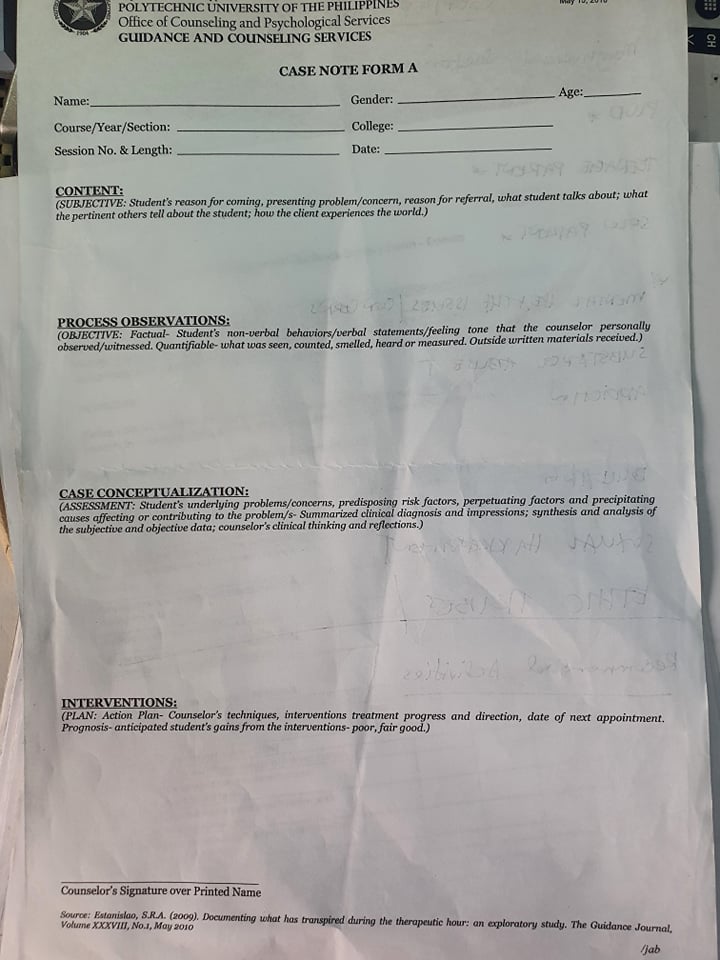 POLYTECHNIC UNIVERSITY OF THE PHILIPPINES
Office of Counseling and Psychological Services
GUIDANCE AND COUNSELING SERVICES
May 10, 2010
CASE NOTE FORM A
Name: Gender: Age:
Course/Year/Section: College:
Session No. & Length: Date:
CONTENT:
(SUBJECTIVE: Student's reason for coming, presenting problem/concern, reason for referral, what student talks about; what
the pertinent others tell about the student; how the client experiences the world.)
PROCESS OBSERVATIONS:
(OBJECTIVE: Factual- Student's non-verbal behaviors/verbal statements/feeling tone that the counselor personally
observed/witnessed. Quantifiable- what was seen, counted, smelled, heard or measured. Outside written materials received.)
CASE CONCEPTUALIZATION:
(ASSESSMENT: Student's underlying problems/concerns, predisposing risk factors, perpetuating factors and precipitating
causes affecting or contributing to the problem/s- Summarized clinical diagnosis and impressions; synthesis and analysis of
the subjective and objective data; counselor's clinical thinking and reflections.)
INTERVENTIONS:
(PLAN: Action Plan- Counselor's techniques, interventions treatment progress and direction, date of next appointment.
Prognosis- anticipated student's gains from the interventions- poor, fair good.)
Counselor's Signature over Printed Name
Source: Estanislao, S.R.A. (2009). Documenting what has transpired during the therapeutic hour: an exploratory study. The Guidance Journal,
Volume XXXVIII, No.1, May 2010
/jab
CH